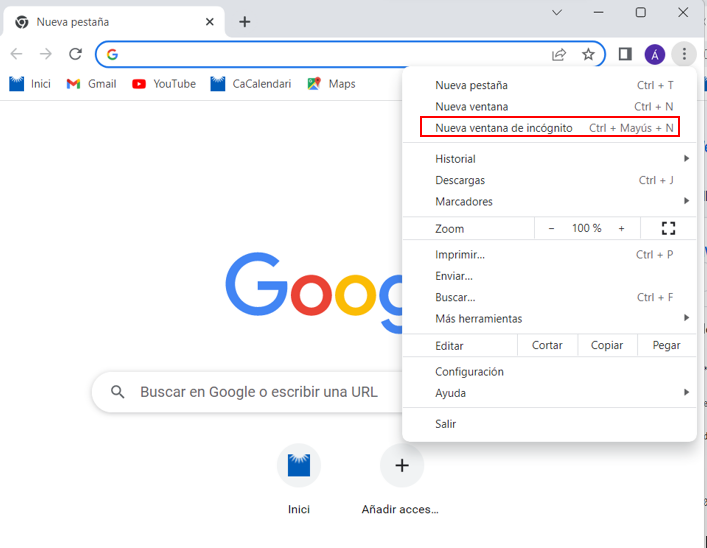 Nueva pestaña
Á
Inici
Gmail
YouTube
CaCalendari
Maps
Nueva pestaña Ctrl + T
Nueva ventana Ctrl + N
Nueva ventana de incógnito Ctrl + Mayús + N
Historial
Descargas Ctrl + J
Marcadores
Zoom − 100 % +
Imprimir... Ctrl + P
Enviar...
Buscar... Ctrl + F
Más herramientas
Editar Cortar Copiar Pegar
Configuración
Ayuda
Salir
Goog
Buscar en Google o escribir una URL
Inici
Añadir acces...